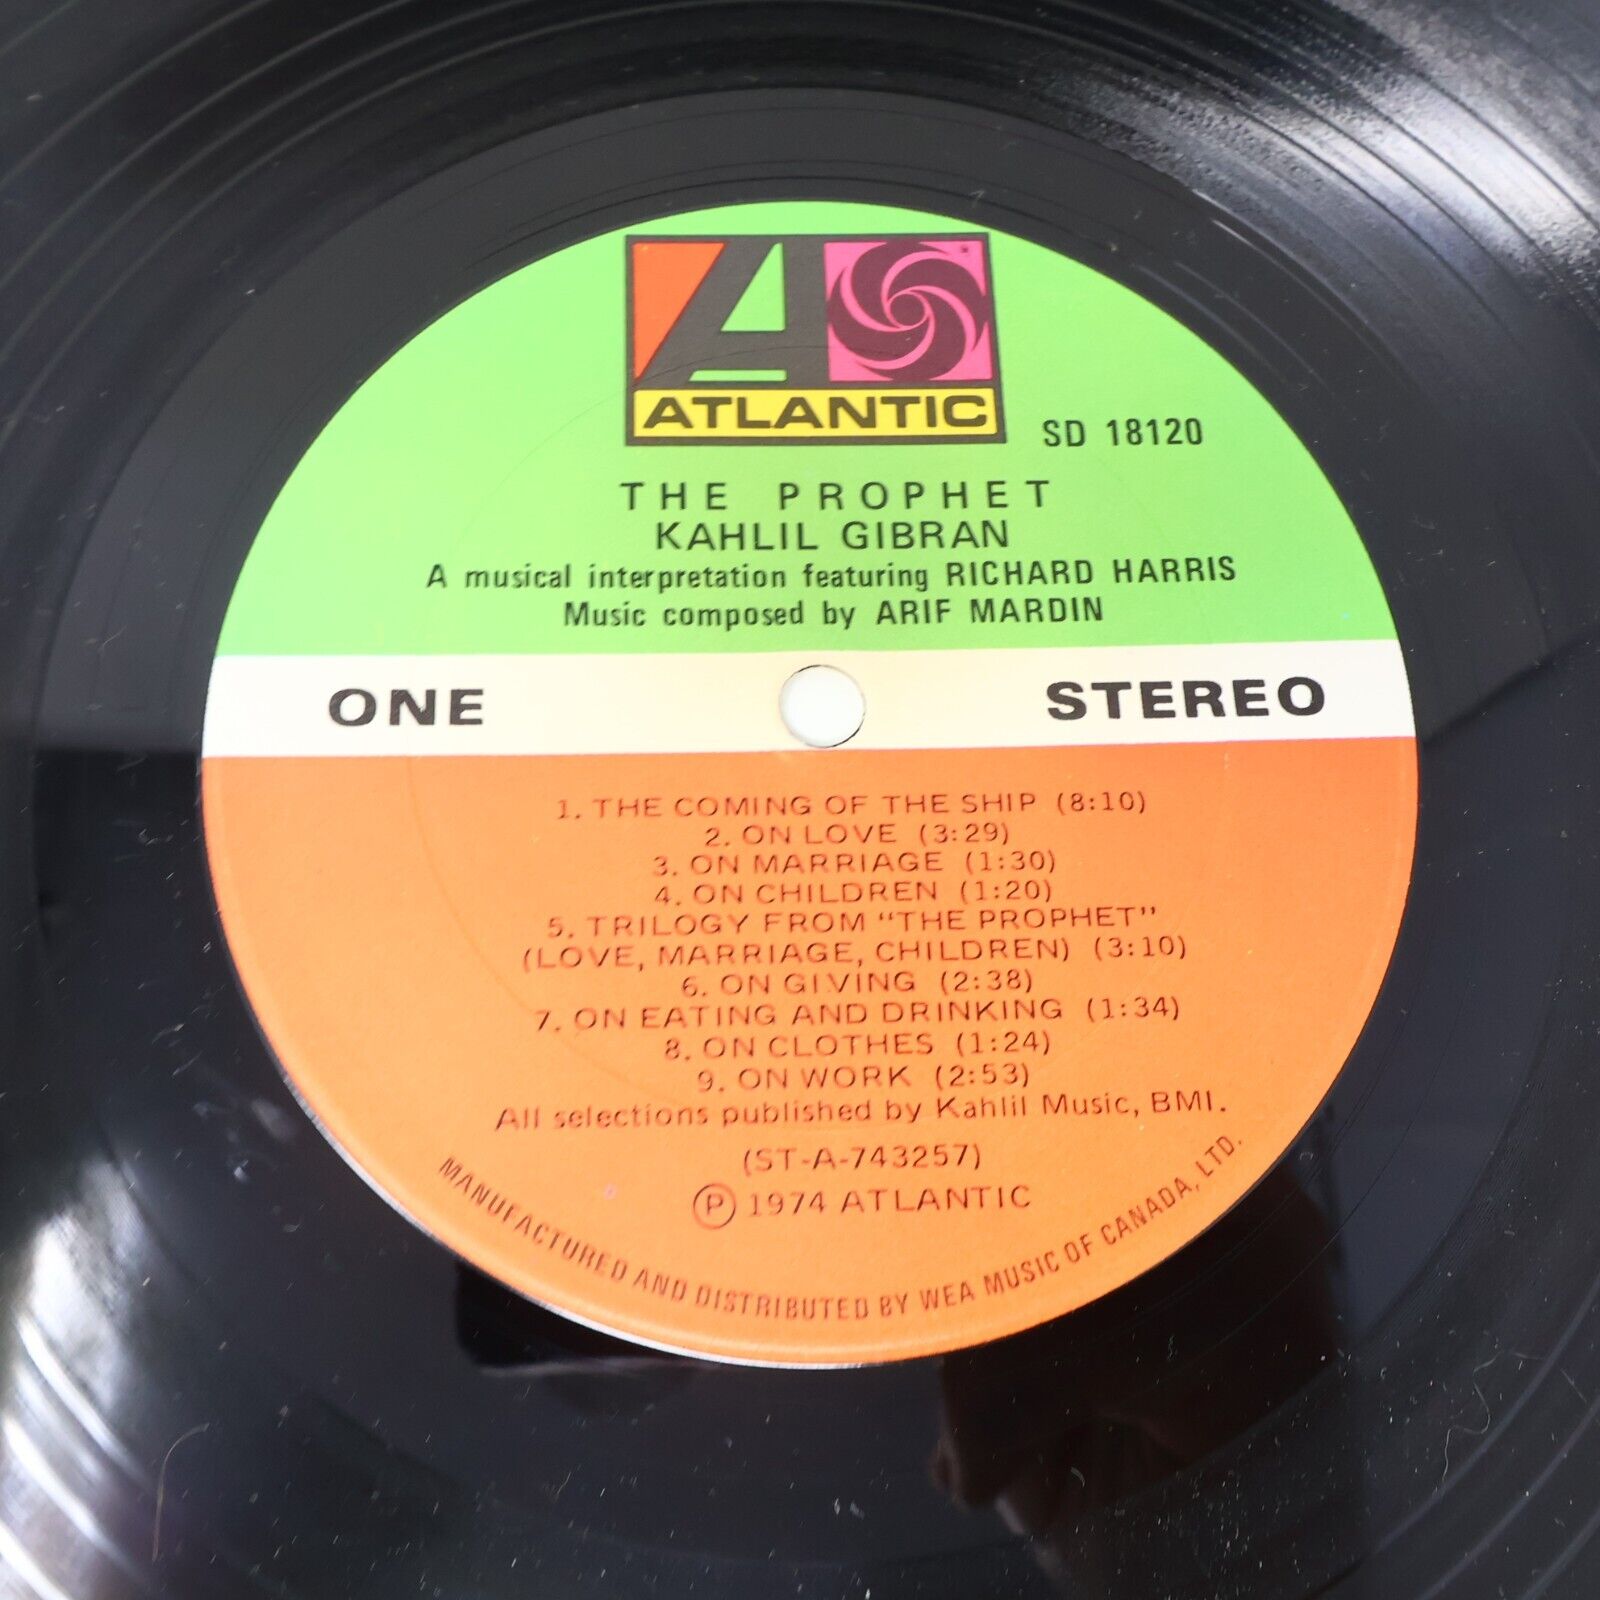 ATLANTIC
SD 18120
THE PROPHET
KAHLIL GIBRAN
A musical interpretation featuring RICHARD HARRIS
Music composed by ARIF MARDIN
ONE
STEREO
1. THE COMING OF THE SHIP (8:10)
2. ON LOVE (3:29)
3. ON MARRIAGE (1:30)
4. ON CHILDREN (1:20)
5. TRILOGY FROM "THE PROPHET"
(LOVE, MARRIAGE, CHILDREN) (3:10)
6. ON GIVING (2:38)
7. ON EATING AND DRINKING (1:34)
8. ON CLOTHES (1:24)
9. ON WORK (2:53)
All selections published by Kahlil Music, BMI.
(ST-A-743257)
Ⓟ 1974 ATLANTIC
MANUFACTURED AND DISTRIBUTED BY WEA MUSIC OF CANADA, LTD.